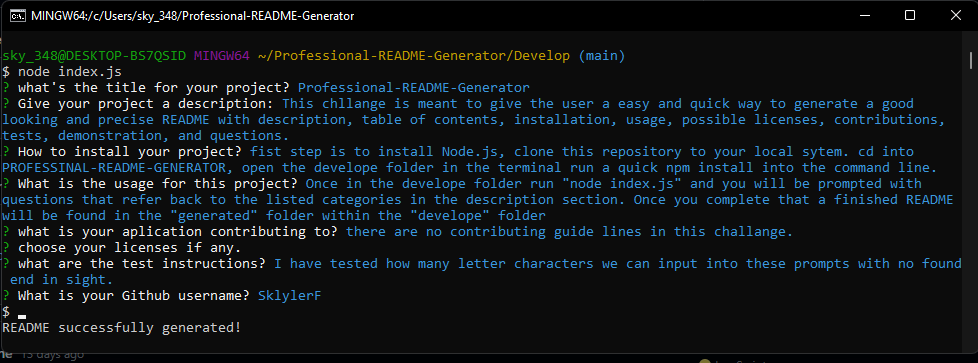 MINGW64:/c/Users/sky_348/Professional-README-Generator
sky_348@DESKTOP-BS7QSID MINGW64 ~/Professional-README-Generator/Develop (main)
$ node index.js
? what's the title for your project? Professional-README-Generator
? Give your project a description: This chllange is meant to give the user a easy and quick way to generate a good
looking and precise README with description, table of contents, installation, usage, possible licenses, contributions,
tests, demonstration, and questions.
? How to install your project? fist step is to install Node.js, clone this repository to your local sytem. cd into
PROFESSINAL-README-GENERATOR, open the develope folder in the terminal run a quick npm install into the command line.
? What is the usage for this project? Once in the develope folder run "node index.js" and you will be prompted with
questions that refer back to the listed categories in the description section. Once you complete that a finished README
will be found in the "generated" folder within the "develope" folder
? what is your aplication contributing to? there are no contributing guide lines in this challange.
? choose your licenses if any.
? what are the test instructions? I have tested how many letter characters we can input into these prompts with no found
end in sight.
? What is your Github username? SklylerF
$
README successfully generated!
13 days ago